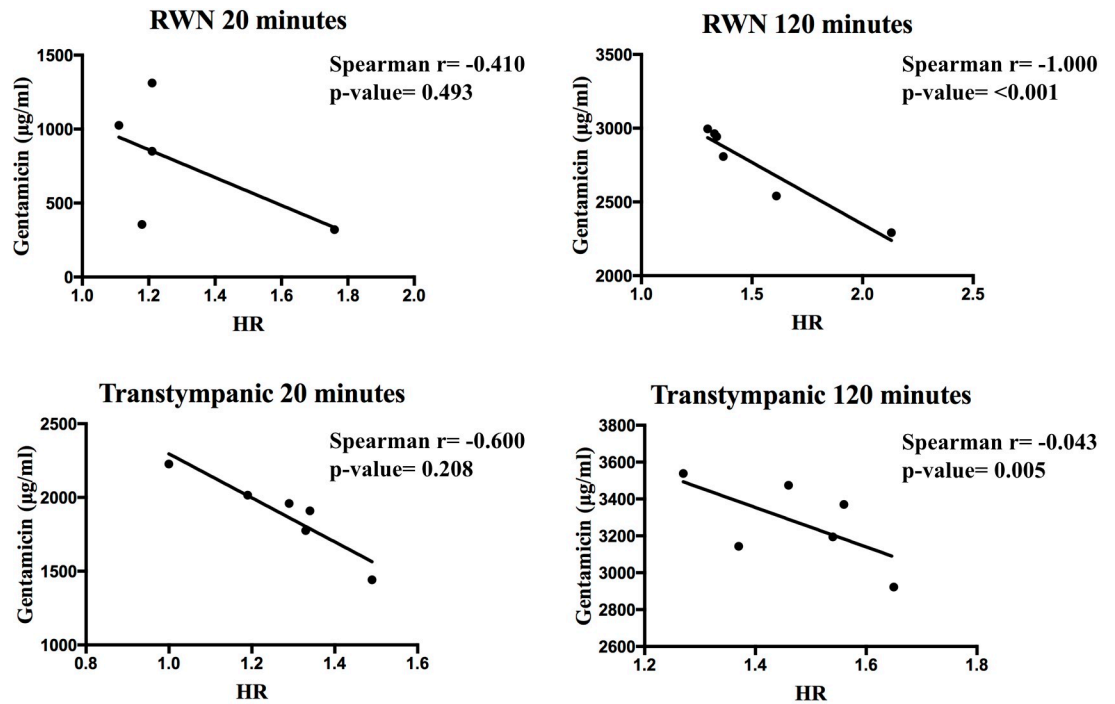 RWN 20 minutes
Spearman r= -0.410
p-value= 0.493
Gentamicin (µg/ml)
1500
1000
500
0
1.0 1.2 1.4 1.6 1.8 2.0
HR
RWN 120 minutes
Spearman r= -1.000
p-value= <0.001
Gentamicin (µg/ml)
3500
3000
2500
2000
1.0 1.5 2.0 2.5
HR
Transtympanic 20 minutes
Spearman r= -0.600
p-value= 0.208
Gentamicin (µg/ml)
2500
2000
1500
1000
0.8 1.0 1.2 1.4 1.6
HR
Transtympanic 120 minutes
Spearman r= -0.043
p-value= 0.005
Gentamicin (µg/ml)
3800
3600
3400
3200
3000
2800
2600
1.2 1.4 1.6 1.8
HR